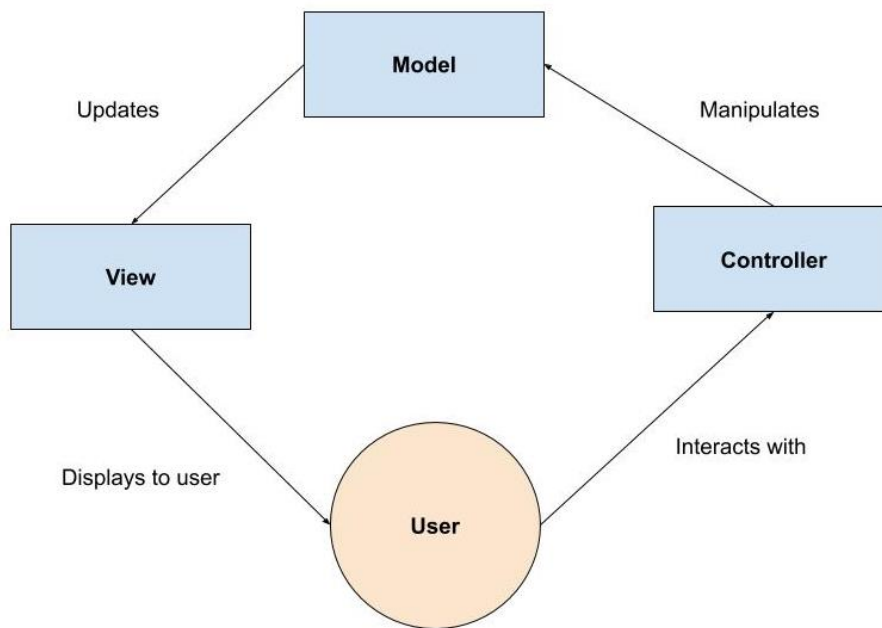 Model
Updates
Manipulates
View
Controller
Displays to user
Interacts with
User